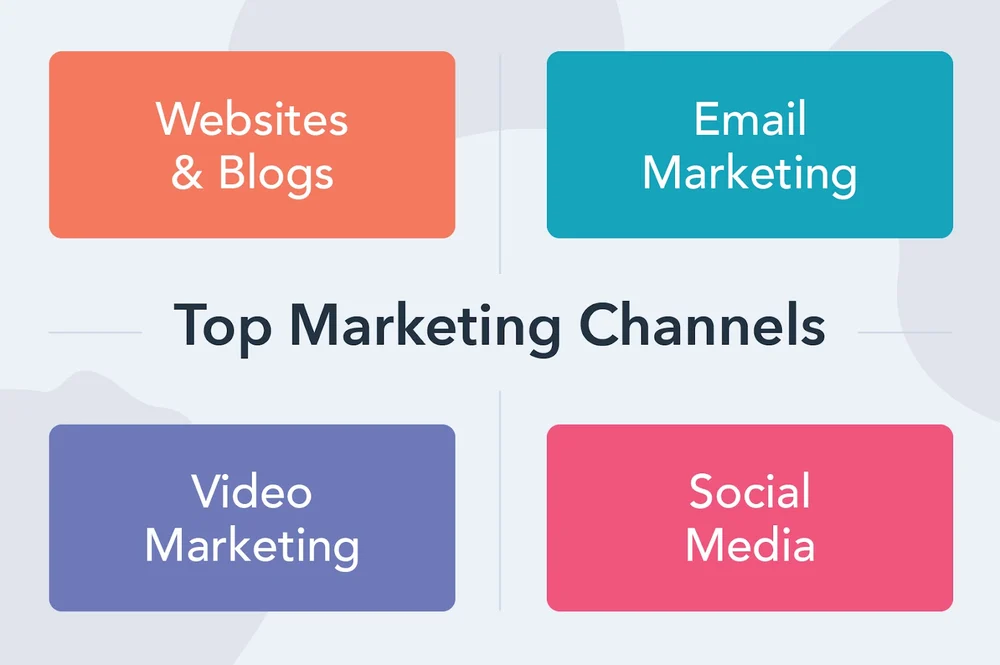 Websites
& Blogs
Email
Marketing
Top Marketing Channels
Video
Marketing
Social
Media